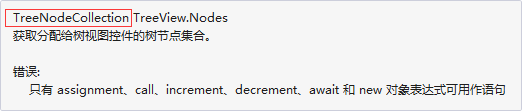 TreeNodeCollection TreeView.Nodes
获取分配给树视图控件的树节点集合。
错误:
只有 assignment、call、increment、decrement、await 和 new 对象表达式可用作语句